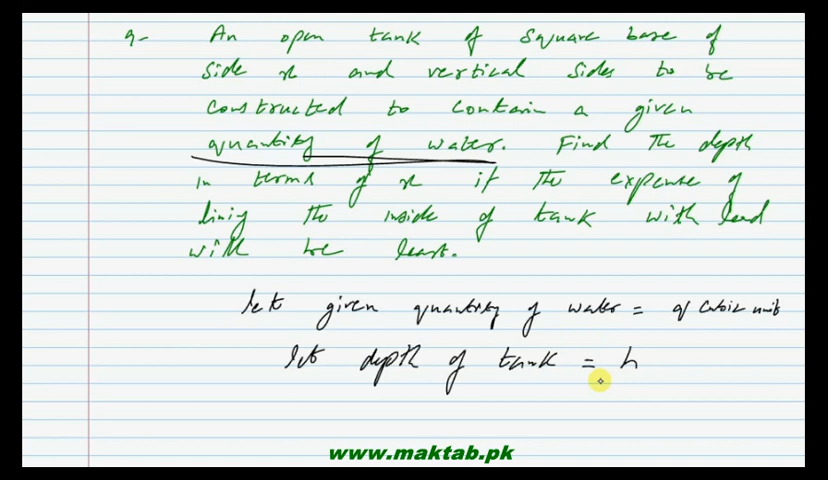 9- An open tank of square base of
side x and vertical sides to be
constructed to contain a given
quantity of water. Find the depth
in terms of x if the expense of
lining the inside of tank with lead
will be least.
let given quantity of water = q cubic unit
let depth of tank = h
www.maktab.pk